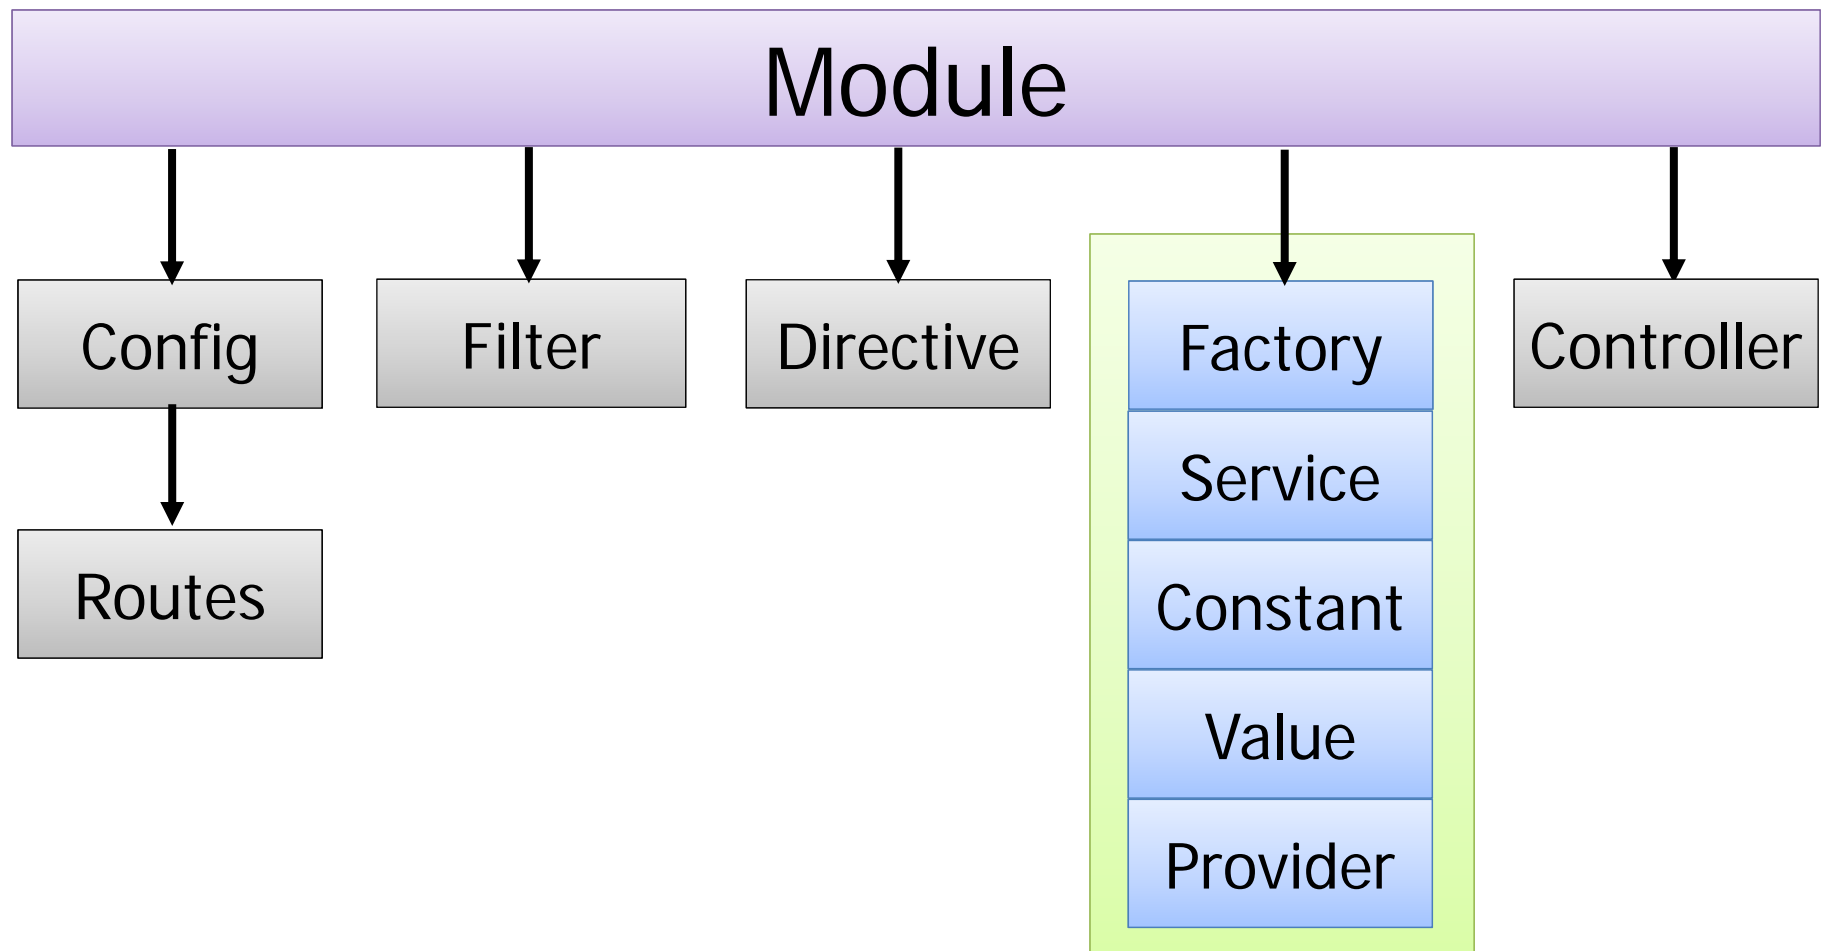 Module
Config
Filter
Directive
Factory
Controller
Service
Routes
Constant
Value
Provider